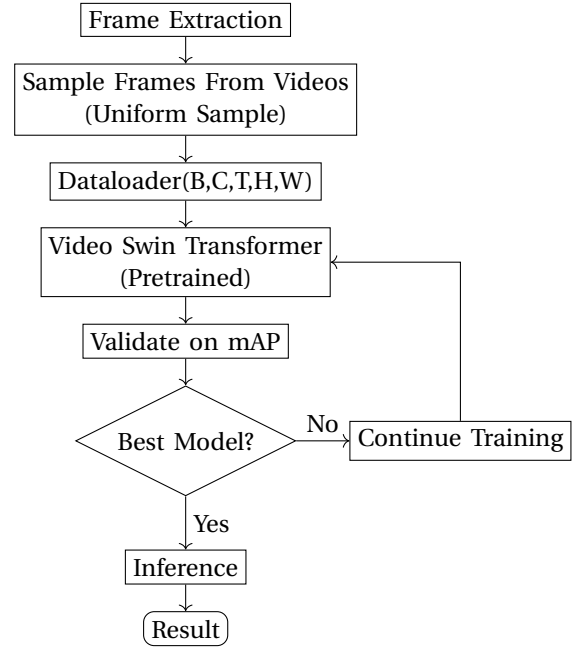 Frame Extraction
Sample Frames From Videos
(Uniform Sample)
Dataloader(B,C,T,H,W)
Video Swin Transformer
(Pretrained)
Validate on mAP
Best Model?
No
Continue Training
Yes
Inference
Result